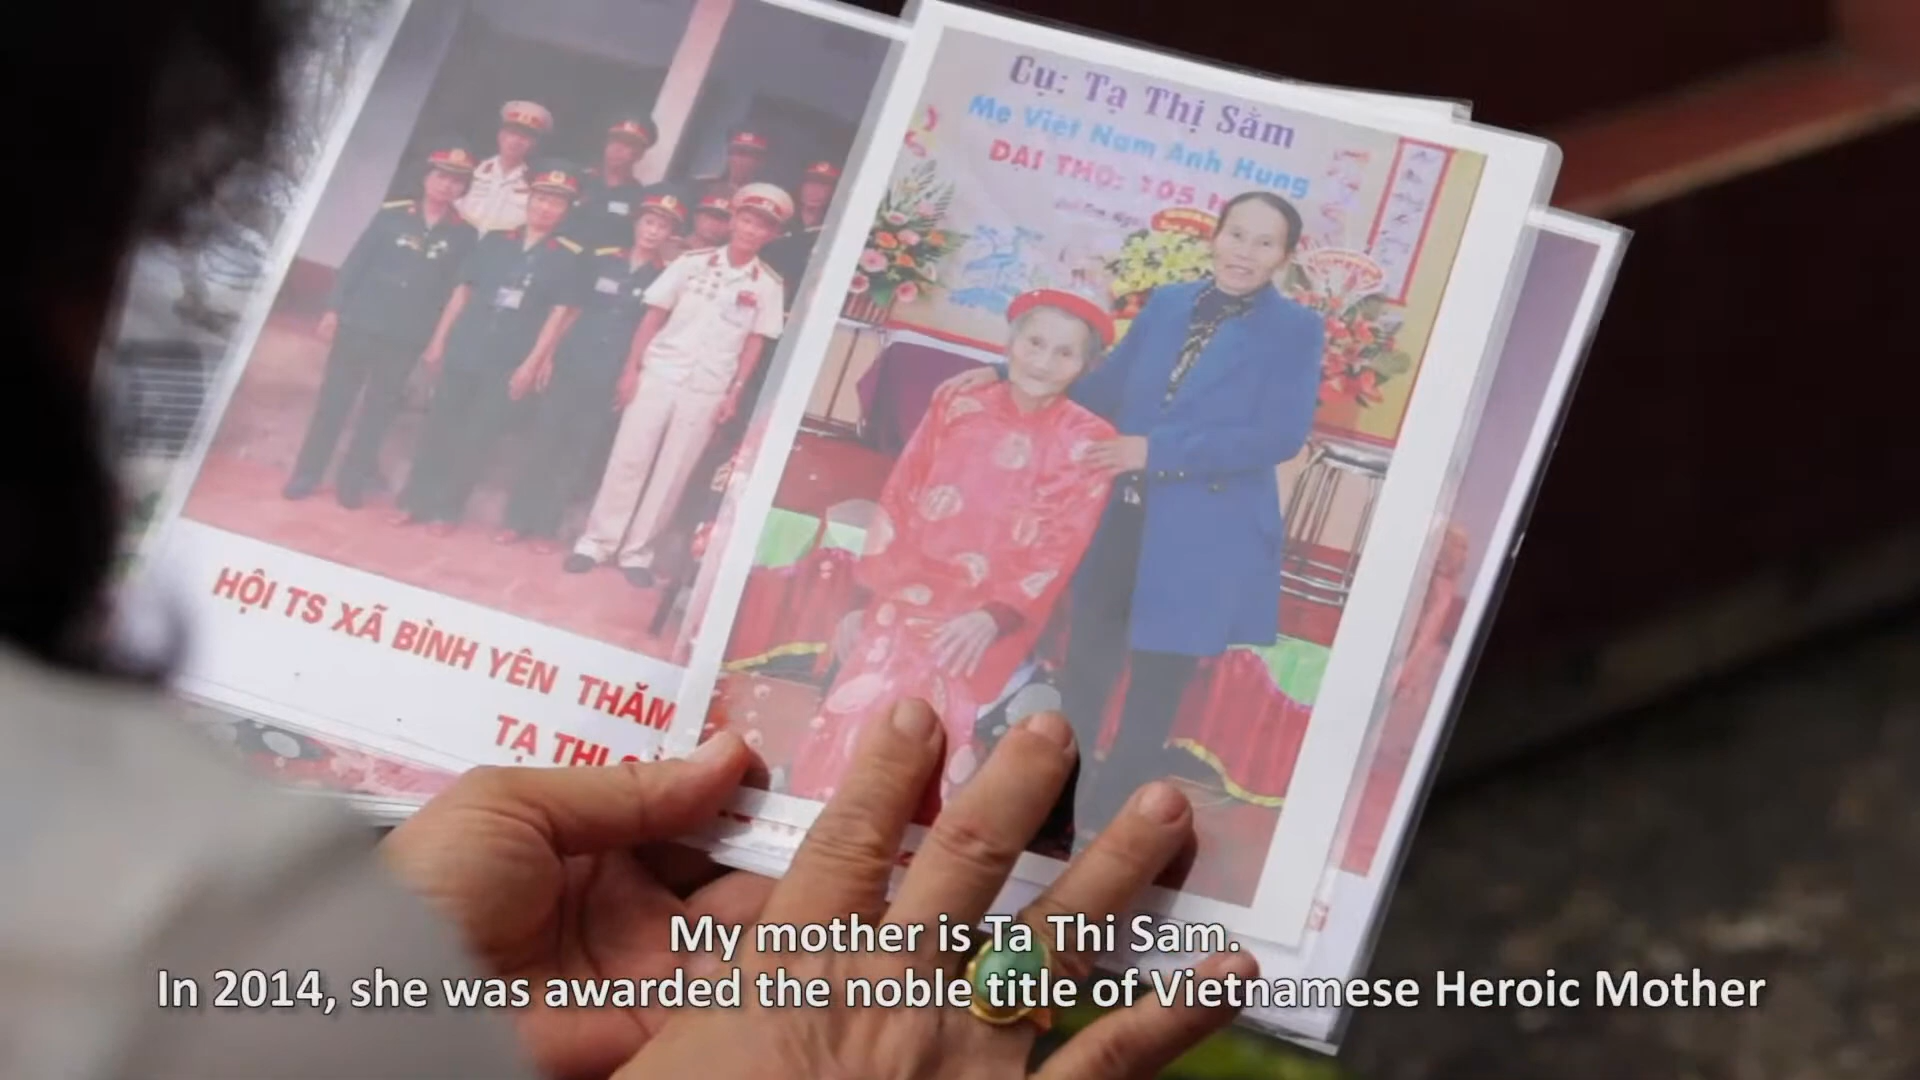 Cụ: Tạ Thị Sắm
Mẹ Việt Nam Anh Hùng
ĐẠI THỌ: 105
HỘI TS XÃ BÌNH YÊN THĂM
TẠ THỊ
My mother is Ta Thi Sam.
In 2014, she was awarded the noble title of Vietnamese Heroic Mother